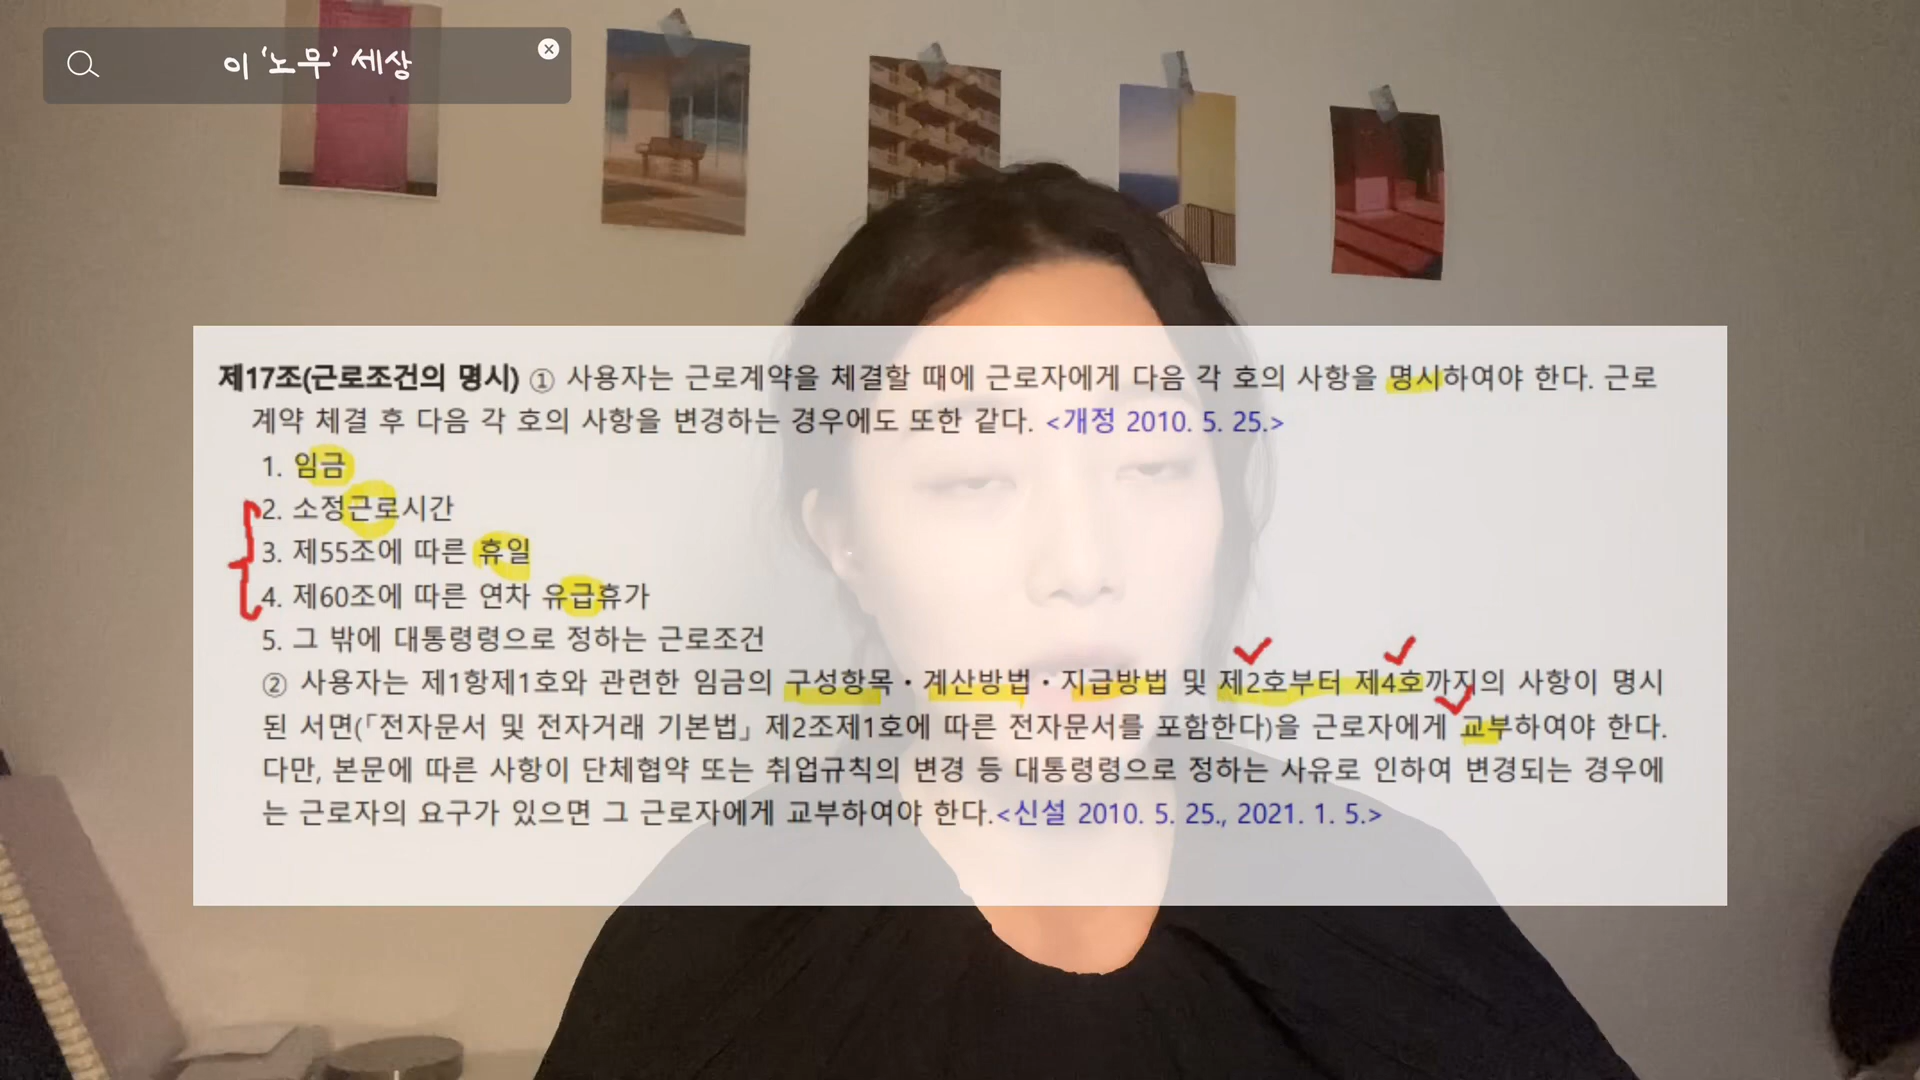 이 '노무' 세상
제17조(근로조건의 명시) ① 사용자는 근로계약을 체결할 때에 근로자에게 다음 각 호의 사항을 명시하여야 한다. 근로
계약 체결 후 다음 각 호의 사항을 변경하는 경우에도 또한 같다. <개정 2010. 5. 25.>
1. 임금
2. 소정근로시간
3. 제55조에 따른 휴일
4. 제60조에 따른 연차 유급휴가
5. 그 밖에 대통령령으로 정하는 근로조건
② 사용자는 제1항제1호와 관련한 임금의 구성항목・계산방법・지급방법 및 제2호부터 제4호까지의 사항이 명시
된 서면(「전자문서 및 전자거래 기본법」 제2조제1호에 따른 전자문서를 포함한다)을 근로자에게 교부하여야 한다.
다만, 본문에 따른 사항이 단체협약 또는 취업규칙의 변경 등 대통령령으로 정하는 사유로 인하여 변경되는 경우에
는 근로자의 요구가 있으면 그 근로자에게 교부하여야 한다.<신설 2010. 5. 25., 2021. 1. 5.>